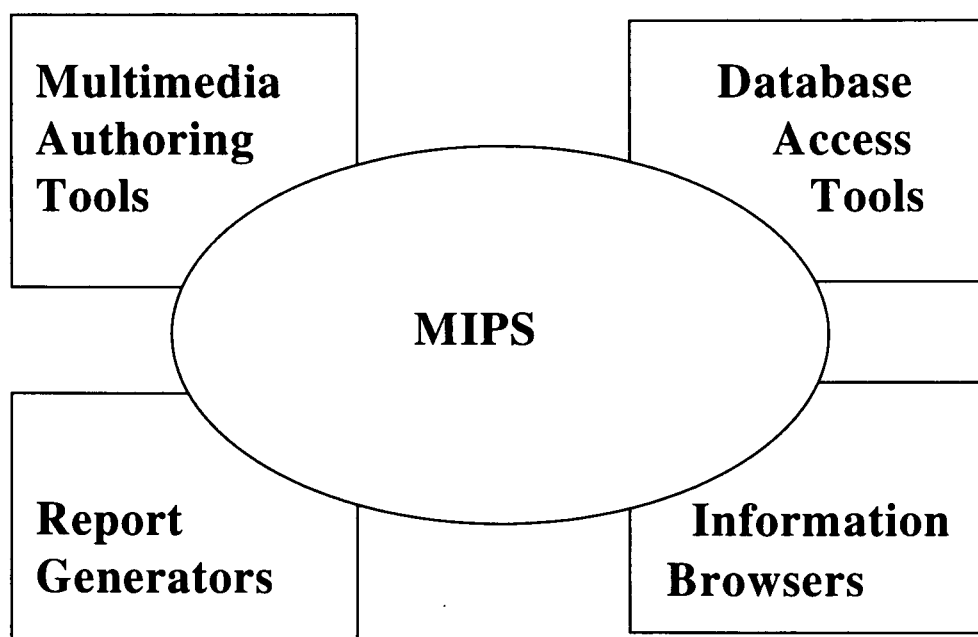 Multimedia
Authoring
Tools
Database
Access
Tools
MIPS
Report
Generators
Information
Browsers